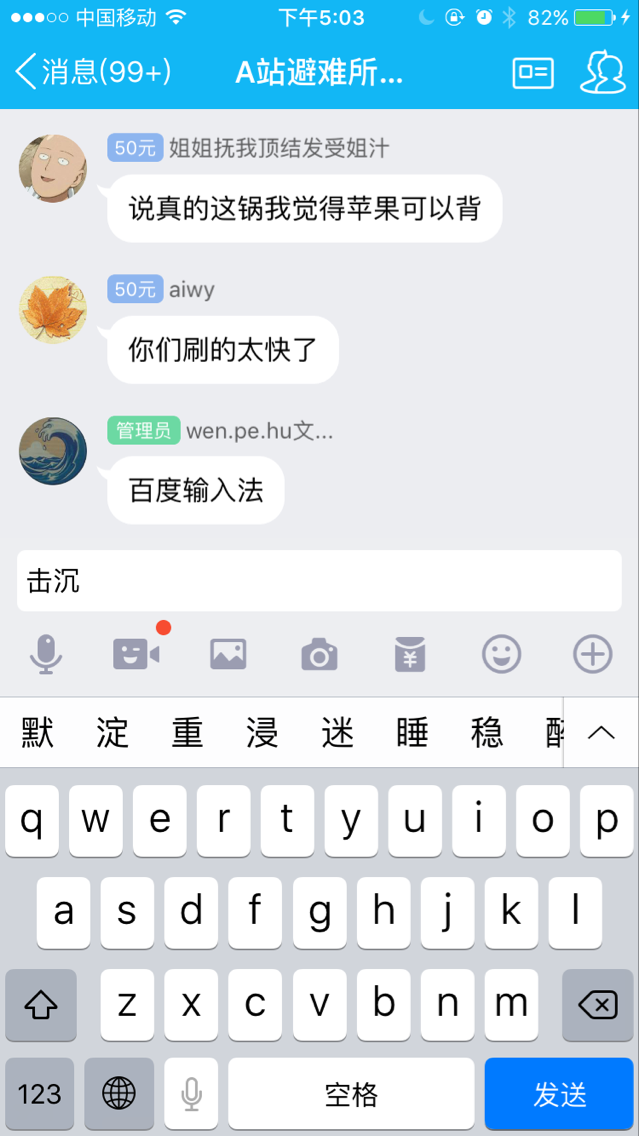 中国移动 下午5:03 82%
消息(99+) A站避难所...
50元 姐姐抚我顶结发受姐汁
说真的这锅我觉得苹果可以背
50元 aiwy
你们刷的太快了
管理员 wen.pe.hu文...
百度输入法
击沉
默 淀 重 浸 迷 睡 稳 醉
q w e r t y u i o p
a s d f g h j k l
z x c v b n m
123 空格 发送